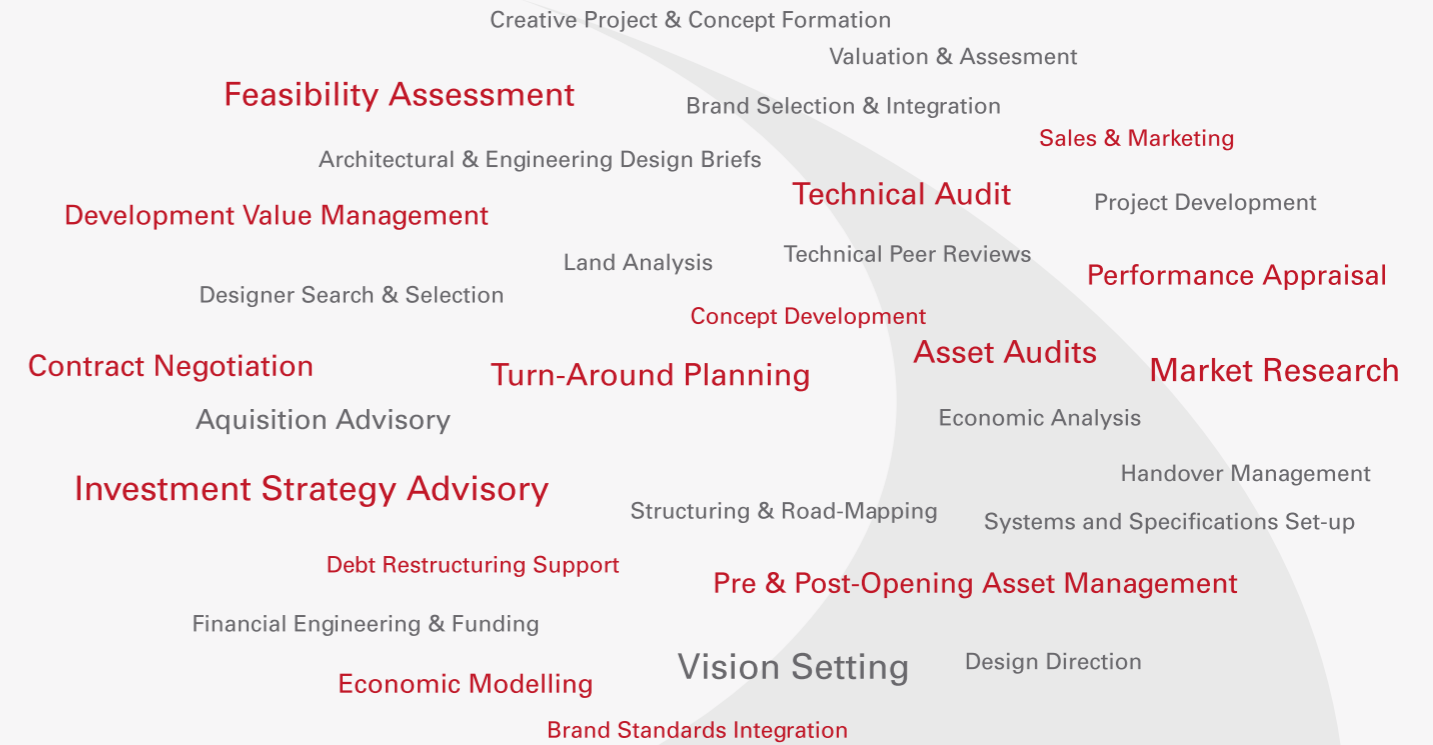 Creative Project & Concept Formation
Valuation & Assesment
Feasibility Assessment
Brand Selection & Integration
Sales & Marketing
Architectural & Engineering Design Briefs
Technical Audit
Project Development
Development Value Management
Technical Peer Reviews
Land Analysis
Performance Appraisal
Designer Search & Selection
Concept Development
Asset Audits
Contract Negotiation
Turn-Around Planning
Market Research
Aquisition Advisory
Economic Analysis
Handover Management
Investment Strategy Advisory
Structuring & Road-Mapping
Systems and Specifications Set-up
Debt Restructuring Support
Pre & Post-Opening Asset Management
Financial Engineering & Funding
Vision Setting
Design Direction
Economic Modelling
Brand Standards Integration